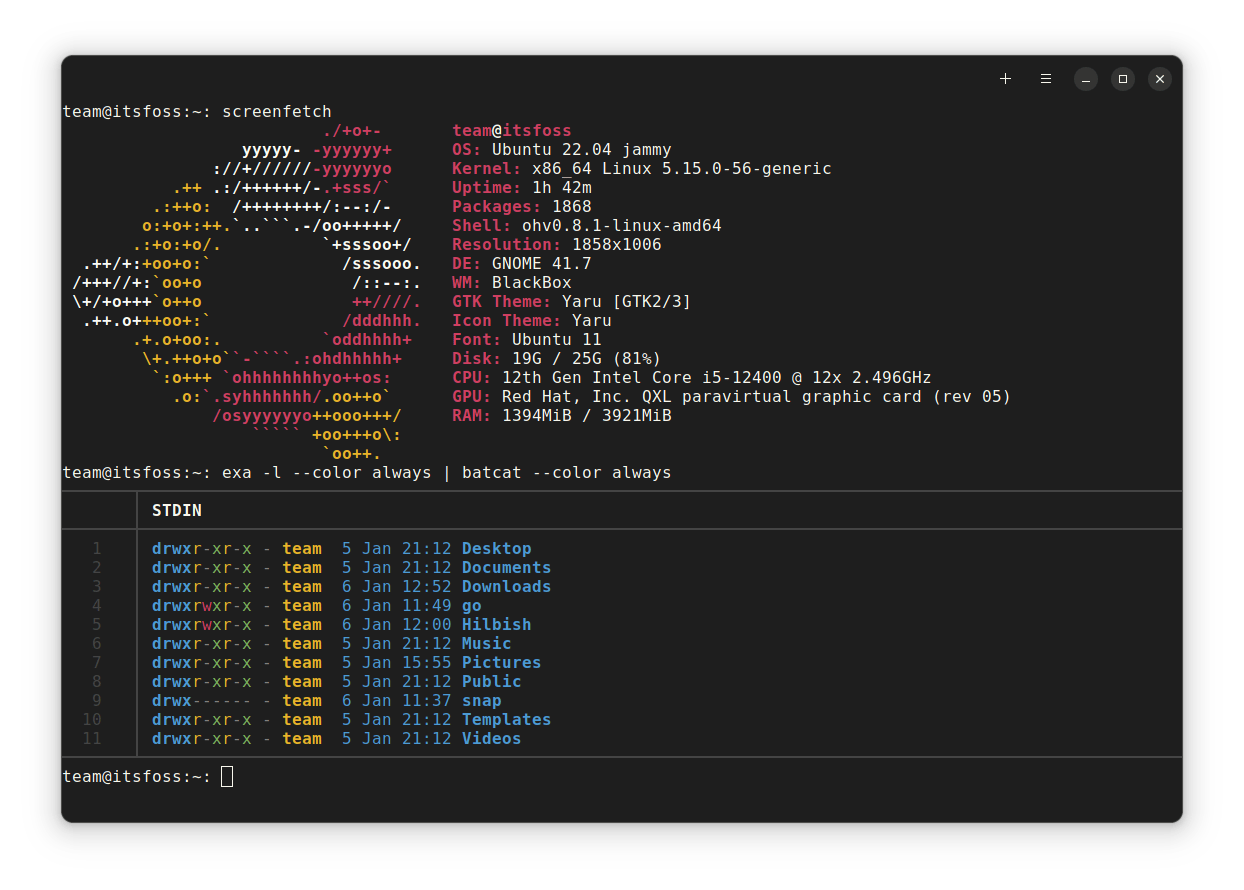 team@itsfoss:~: screenfetch
                          ./+o+-       team@itsfoss
                  yyyyy- -yyyyyy+      OS: Ubuntu 22.04 jammy
               ://+//////-yyyyyyo      Kernel: x86_64 Linux 5.15.0-56-generic
           .++ .:/++++++/-.+sss/`      Uptime: 1h 42m
         .:++o:  /++++++++/:--:/-      Packages: 1868
        o:+o+:++.`..```.-/oo+++++/     Shell: ohv0.8.1-linux-amd64
       .:+o:+o/.          `+sssoo+/    Resolution: 1858x1006
  .++/+:+oo+o:`             /sssooo.   DE: GNOME 41.7
 /+++//+:`oo+o               /::--:.   WM: BlackBox
 \+/+o+++`o++o               ++////.   GTK Theme: Yaru [GTK2/3]
  .++.o+++oo+:`             /dddhhh.   Icon Theme: Yaru
       .+.o+oo:.          `oddhhhh+    Font: Ubuntu 11
        \+.++o+o``-````.:ohdhhhhh+     Disk: 19G / 25G (81%)
         `:o+++ `ohhhhhhhhyo++os:      CPU: 12th Gen Intel Core i5-12400 @ 12x 2.496GHz
           .o:`.syhhhhhhh/.oo++o`      GPU: Red Hat, Inc. QXL paravirtual graphic card (rev 05)
               /osyyyyyyo++ooo+++/     RAM: 1394MiB / 3921MiB
                   ````` +oo+++o\:
                          `oo++.
team@itsfoss:~: exa -l --color always | batcat --color always
STDIN
1 drwxr-xr-x - team  5 Jan 21:12 Desktop
2 drwxr-xr-x - team  5 Jan 21:12 Documents
3 drwxr-xr-x - team  6 Jan 12:52 Downloads
4 drwxrwxr-x - team  6 Jan 11:49 go
5 drwxrwxr-x - team  6 Jan 12:00 Hilbish
6 drwxr-xr-x - team  5 Jan 21:12 Music
7 drwxr-xr-x - team  5 Jan 15:55 Pictures
8 drwxr-xr-x - team  5 Jan 21:12 Public
9 drwx------ - team  6 Jan 11:37 snap
10 drwxr-xr-x - team  5 Jan 21:12 Templates
11 drwxr-xr-x - team  5 Jan 21:12 Videos
team@itsfoss:~: